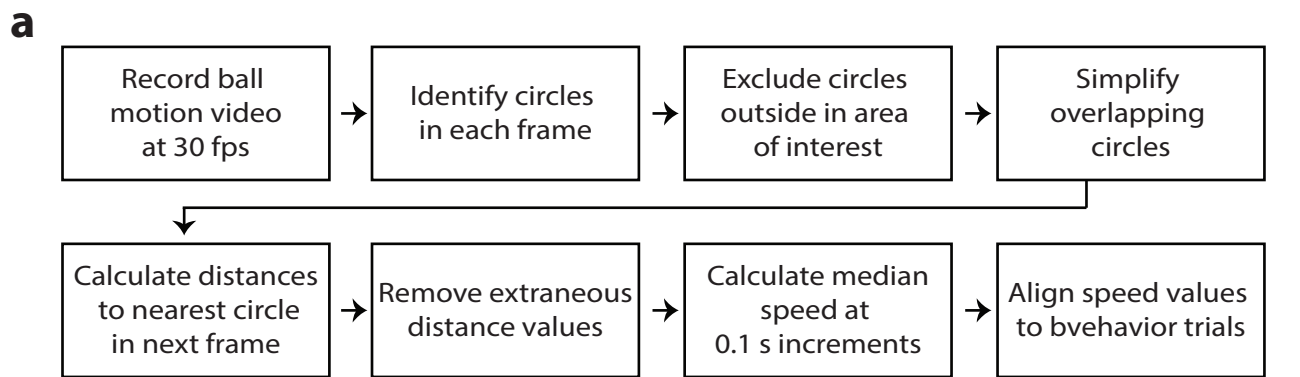 a
Record ball
motion video
at 30 fps
Identify circles
in each frame
Exclude circles
outside in area
of interest
Simplify
overlapping
circles
Calculate distances
to nearest circle
in next frame
Remove extraneous
distance values
Calculate median
speed at
0.1 s increments
Align speed values
to bvehavior trials